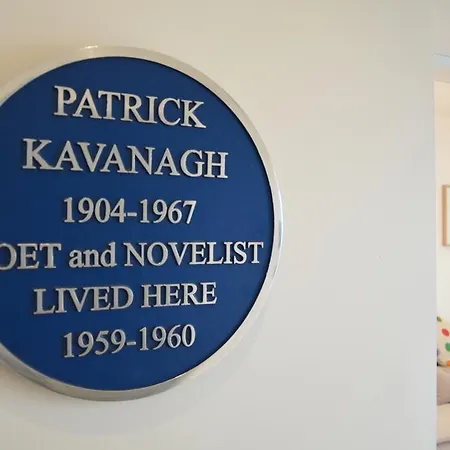 PATRICK
KAVANAGH
1904-1967
OET and NOVELIST
LIVED HERE
1959-1960